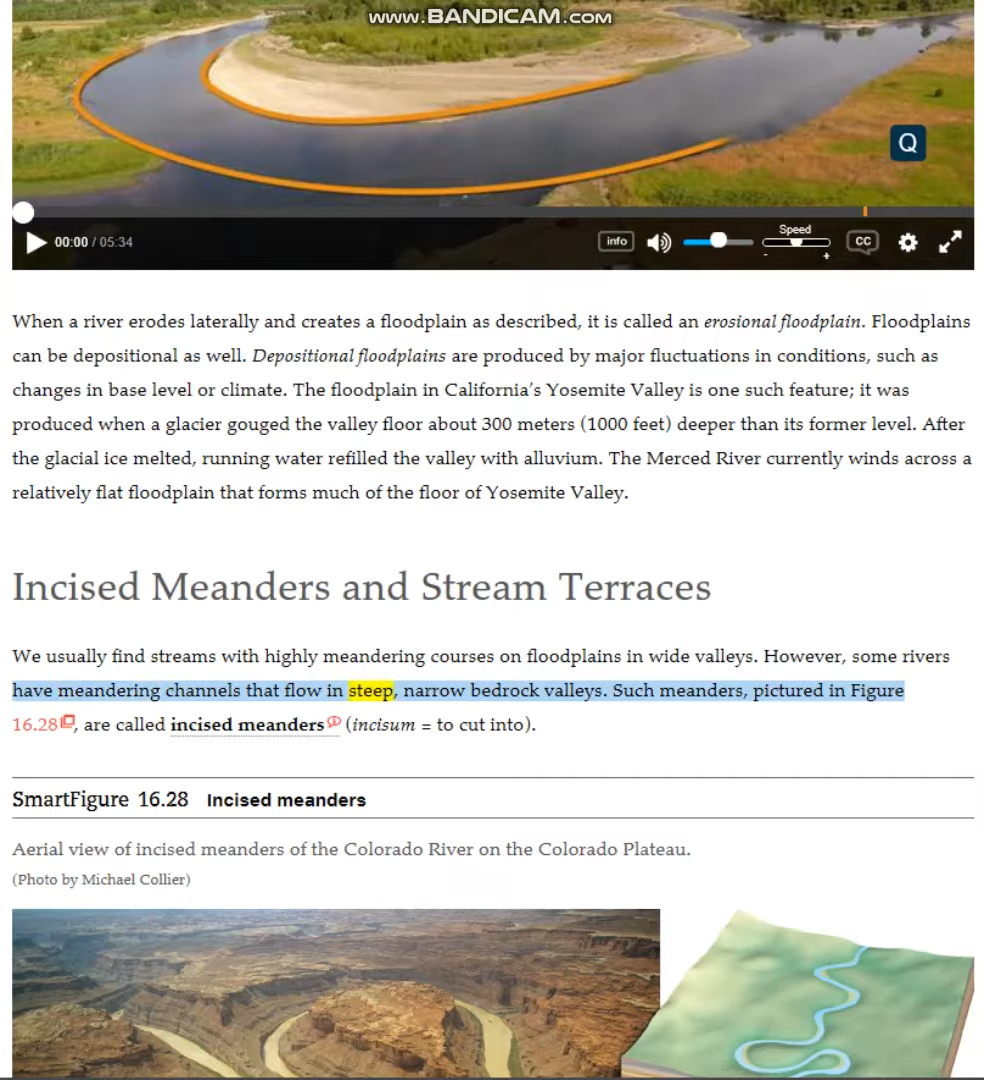 www.BANDICAM.com
Q
00:00 / 05:34
info
Speed
- +
CC
When a river erodes laterally and creates a floodplain as described, it is called an erosional floodplain. Floodplains
can be depositional as well. Depositional floodplains are produced by major fluctuations in conditions, such as
changes in base level or climate. The floodplain in California’s Yosemite Valley is one such feature; it was
produced when a glacier gouged the valley floor about 300 meters (1000 feet) deeper than its former level. After
the glacial ice melted, running water refilled the valley with alluvium. The Merced River currently winds across a
relatively flat floodplain that forms much of the floor of Yosemite Valley.
Incised Meanders and Stream Terraces
We usually find streams with highly meandering courses on floodplains in wide valleys. However, some rivers
have meandering channels that flow in steep, narrow bedrock valleys. Such meanders, pictured in Figure
16.28, are called incised meanders (incisum = to cut into).
SmartFigure 16.28 Incised meanders
Aerial view of incised meanders of the Colorado River on the Colorado Plateau.
(Photo by Michael Collier)